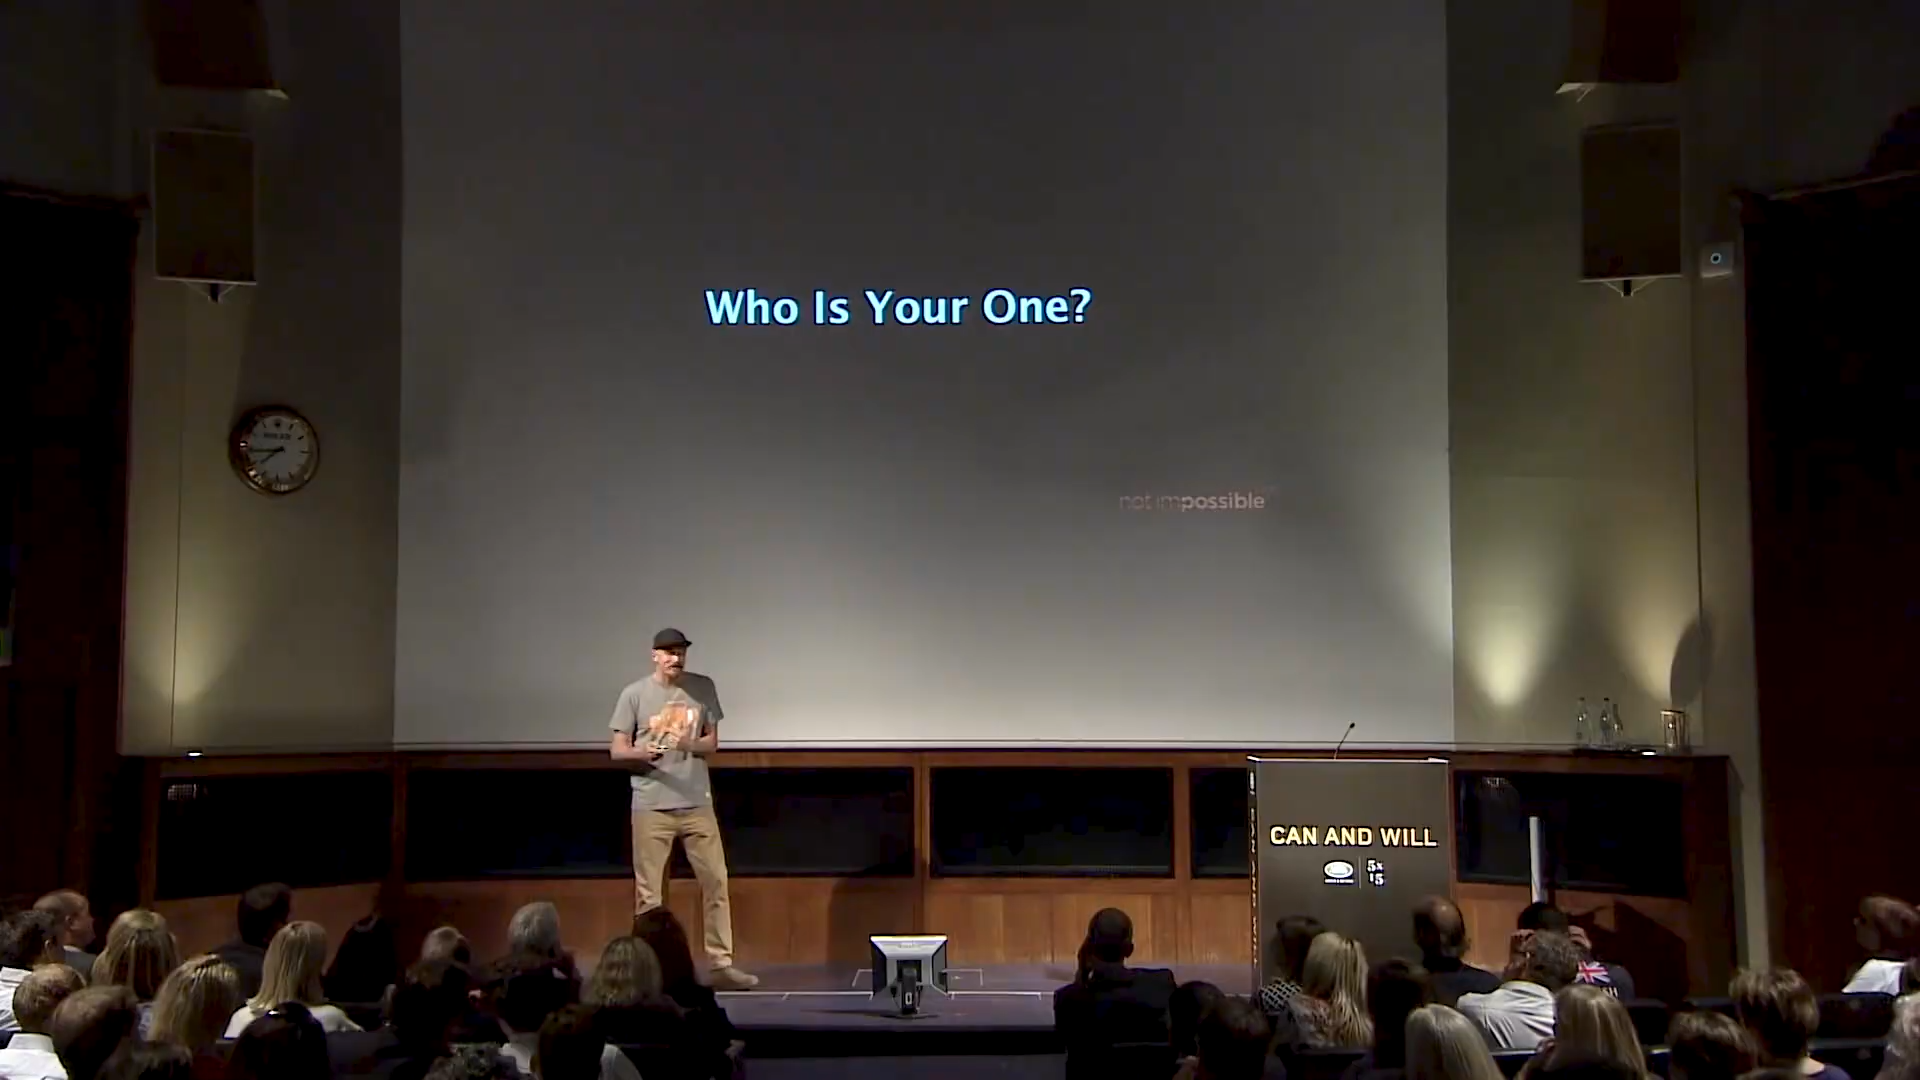 Who Is Your One?
not impossible
CAN AND WILL
5x
15